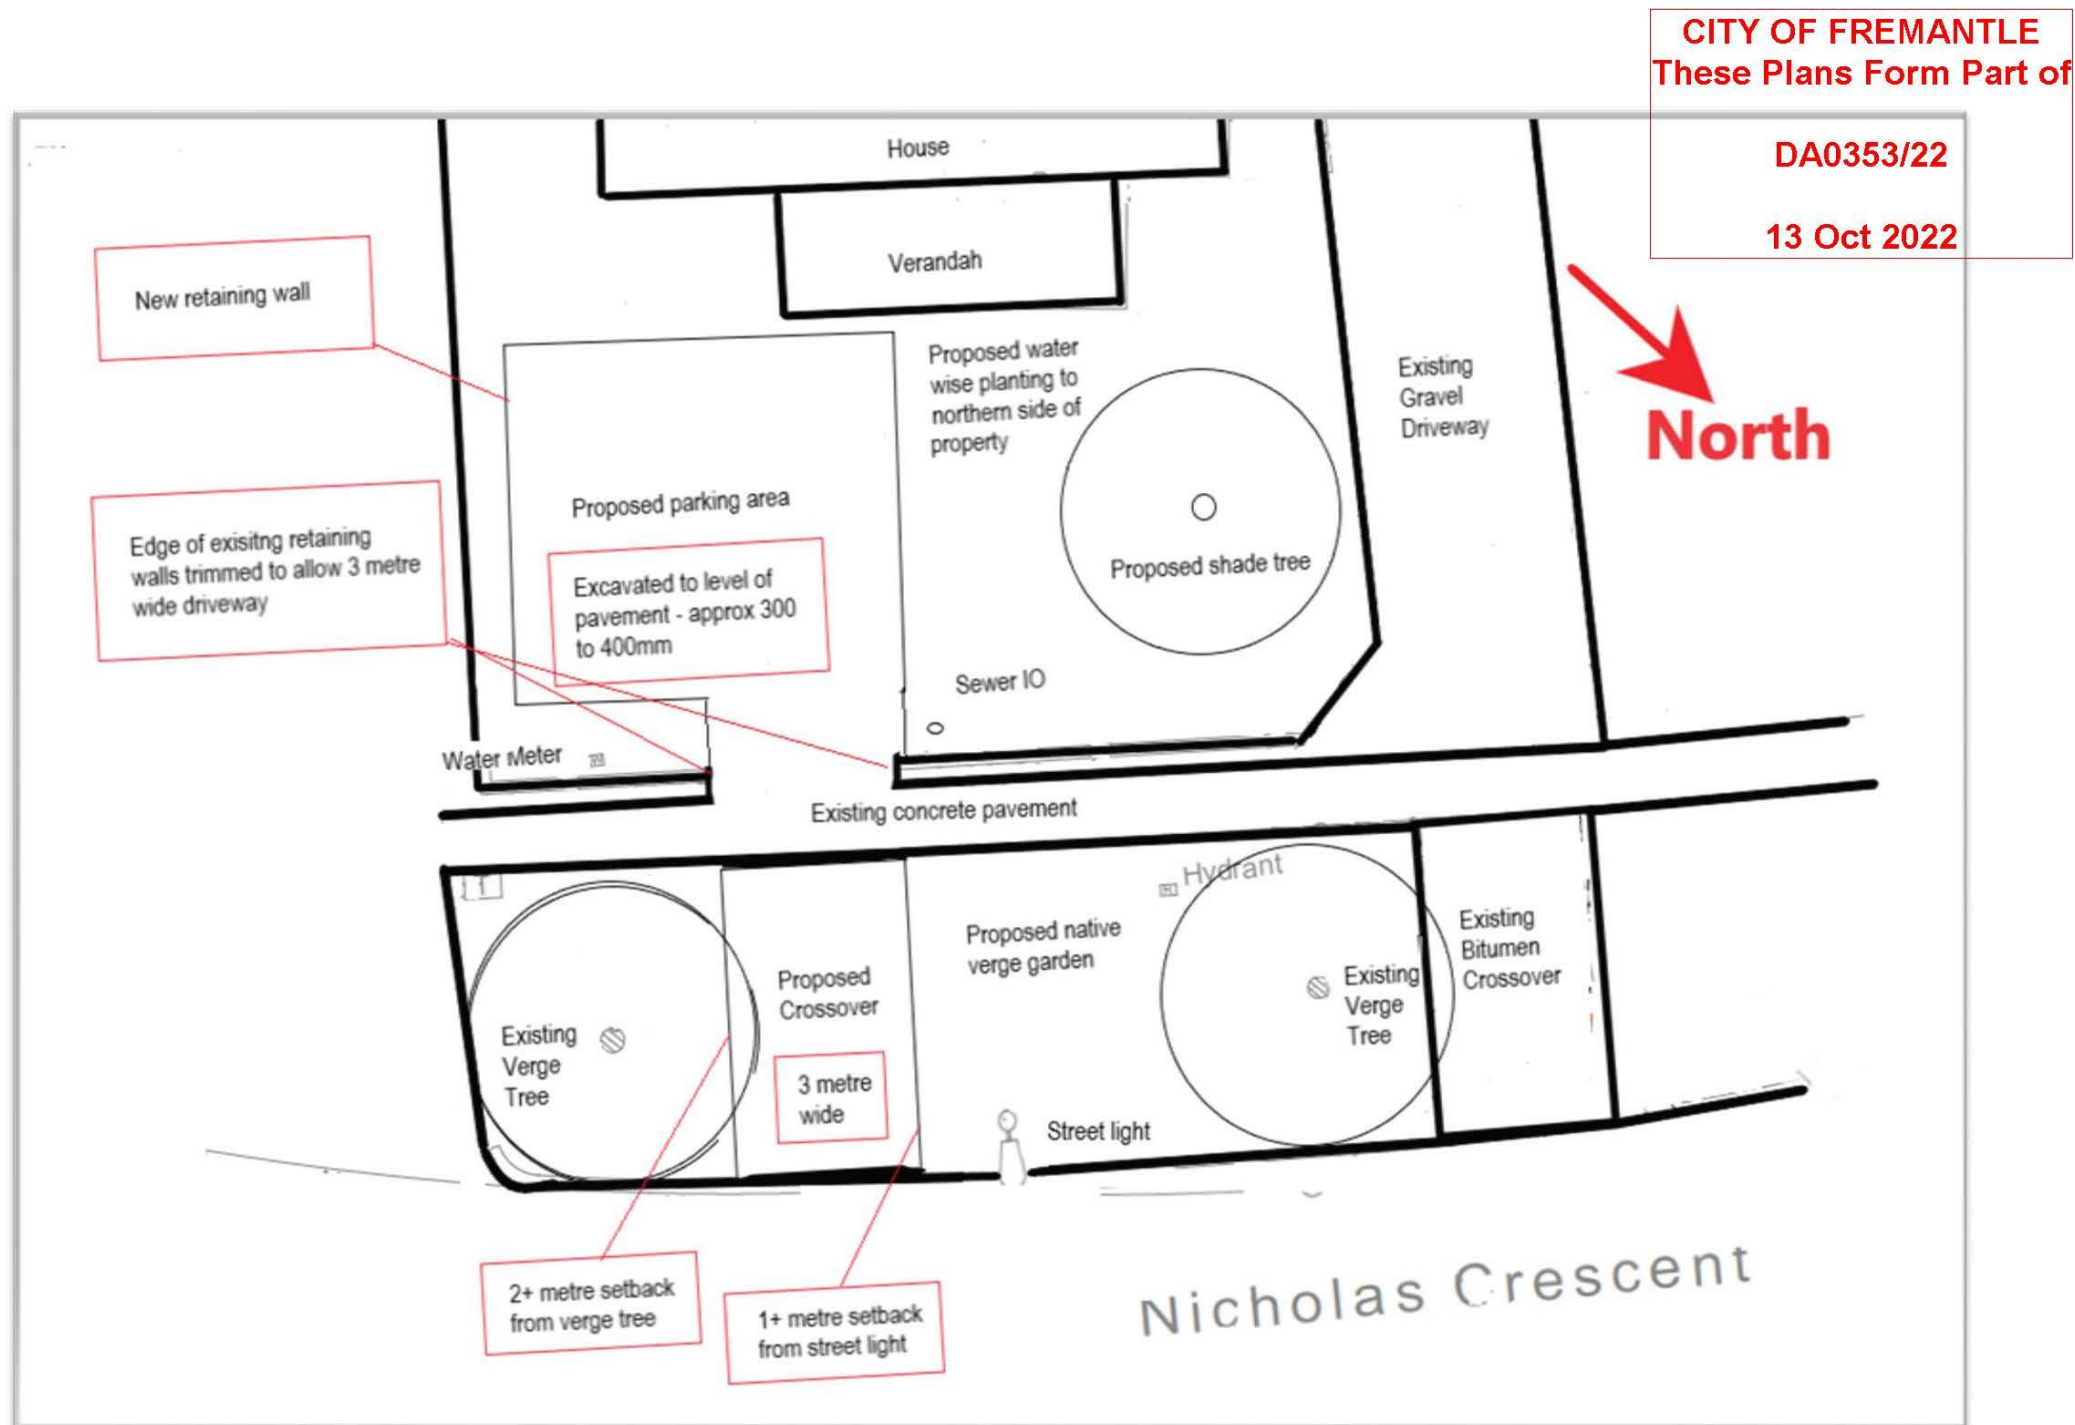 CITY OF FREMANTLE
These Plans Form Part of
DA0353/22
13 Oct 2022
House
Verandah
New retaining wall
Proposed water
wise planting to
northern side of
property
Existing
Gravel
Driveway
North
Proposed parking area
Edge of exisitng retaining
walls trimmed to allow 3 metre
wide driveway
Excavated to level of
pavement - approx 300
to 400mm
Proposed shade tree
Sewer IO
Water Meter
Existing concrete pavement
Hydrant
Proposed native
verge garden
Existing
Bitumen
Crossover
Proposed
Crossover
Existing
Verge
Tree
Existing
Verge
Tree
3 metre
wide
Street light
2+ metre setback
from verge tree
1+ metre setback
from street light
Nicholas Crescent